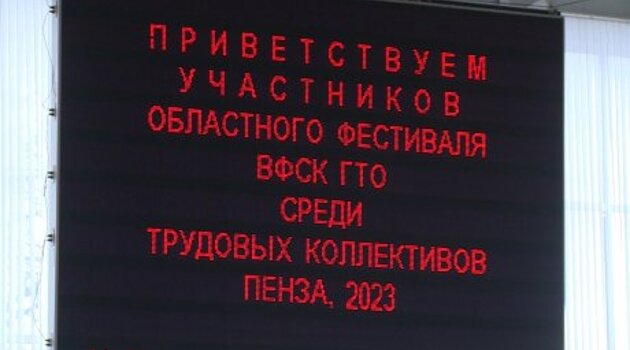 ПРИВЕТСТВУЕМ
УЧАСТНИКОВ
ОБЛАСТНОГО ФЕСТИВАЛЯ
ВФСК ГТО
СРЕДИ
ТРУДОВЫХ КОЛЛЕКТИВОВ
ПЕНЗА, 2023